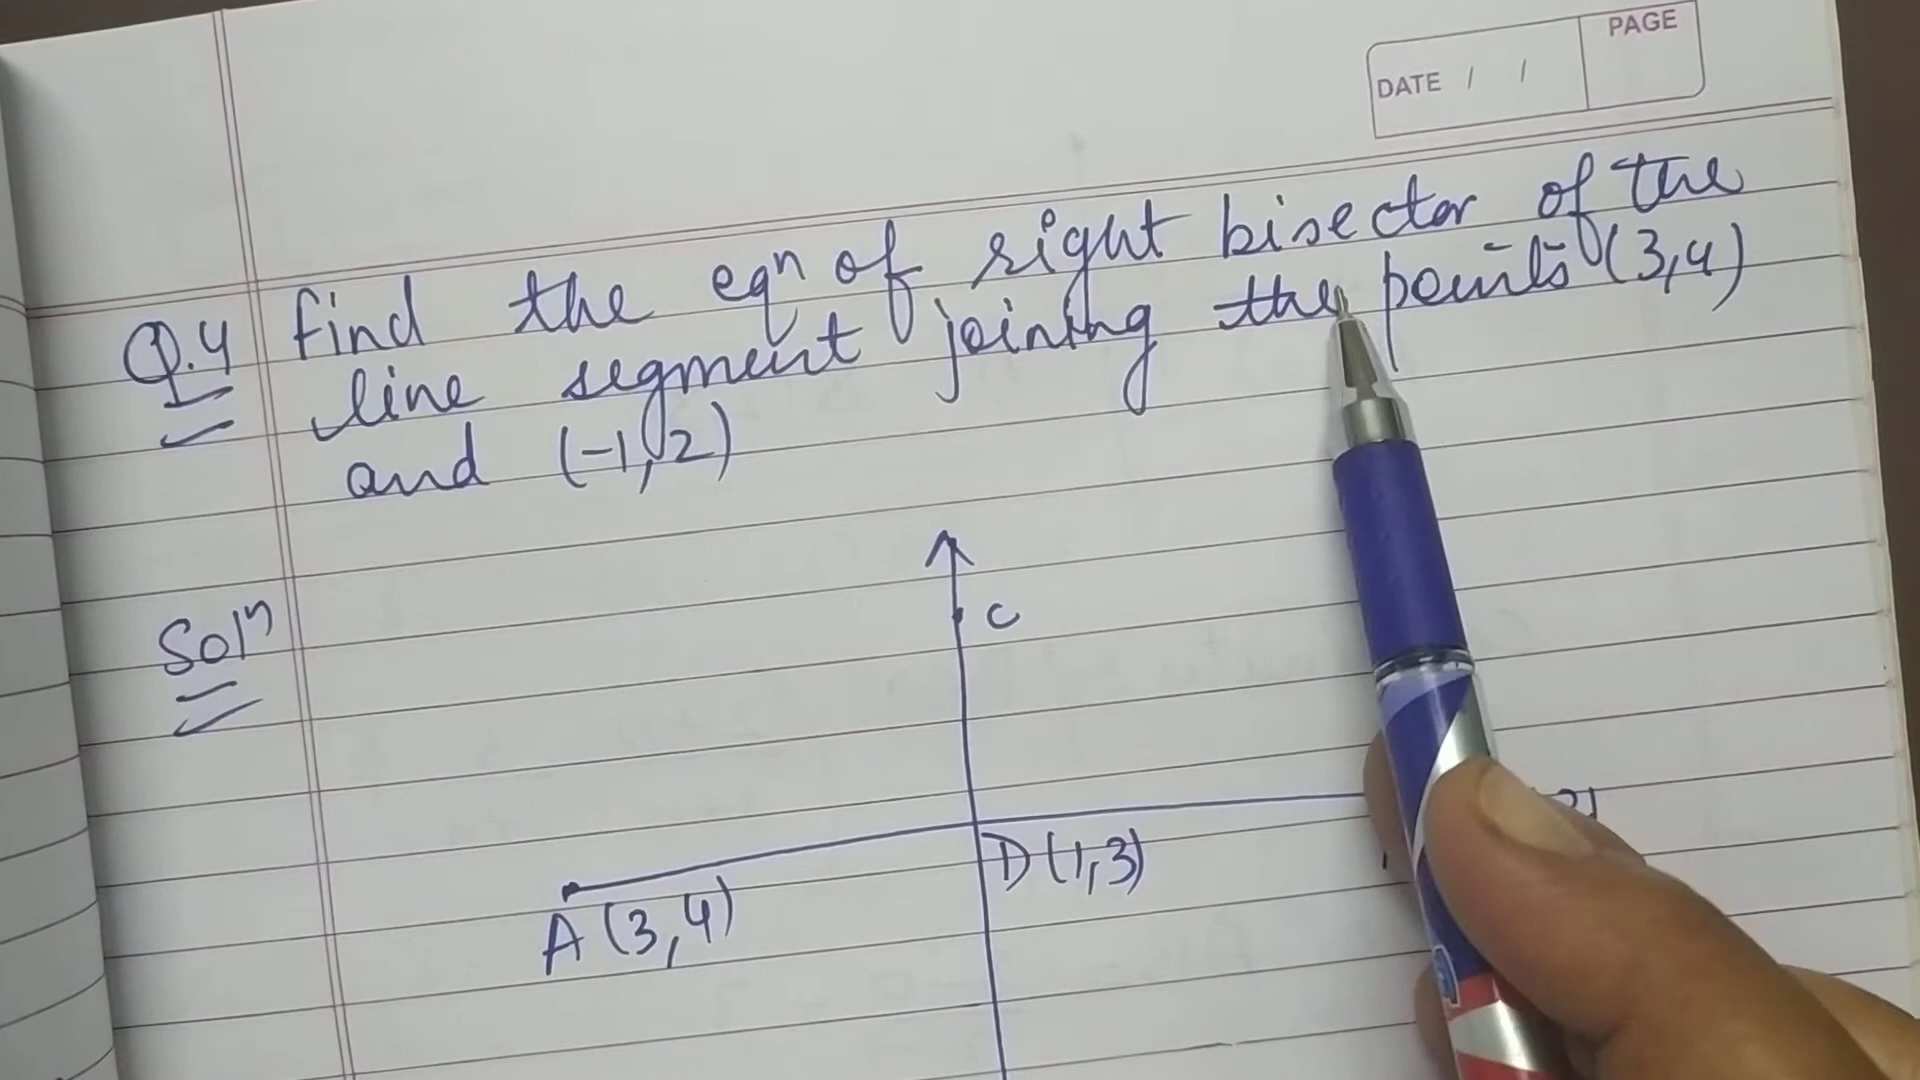 PAGE
DATE / /
Q.4 find the eqⁿ of right bisector of the
line segment joining the points (3,4)
and (-1,2)
Solⁿ
C
D(1,3)
A(3,4)